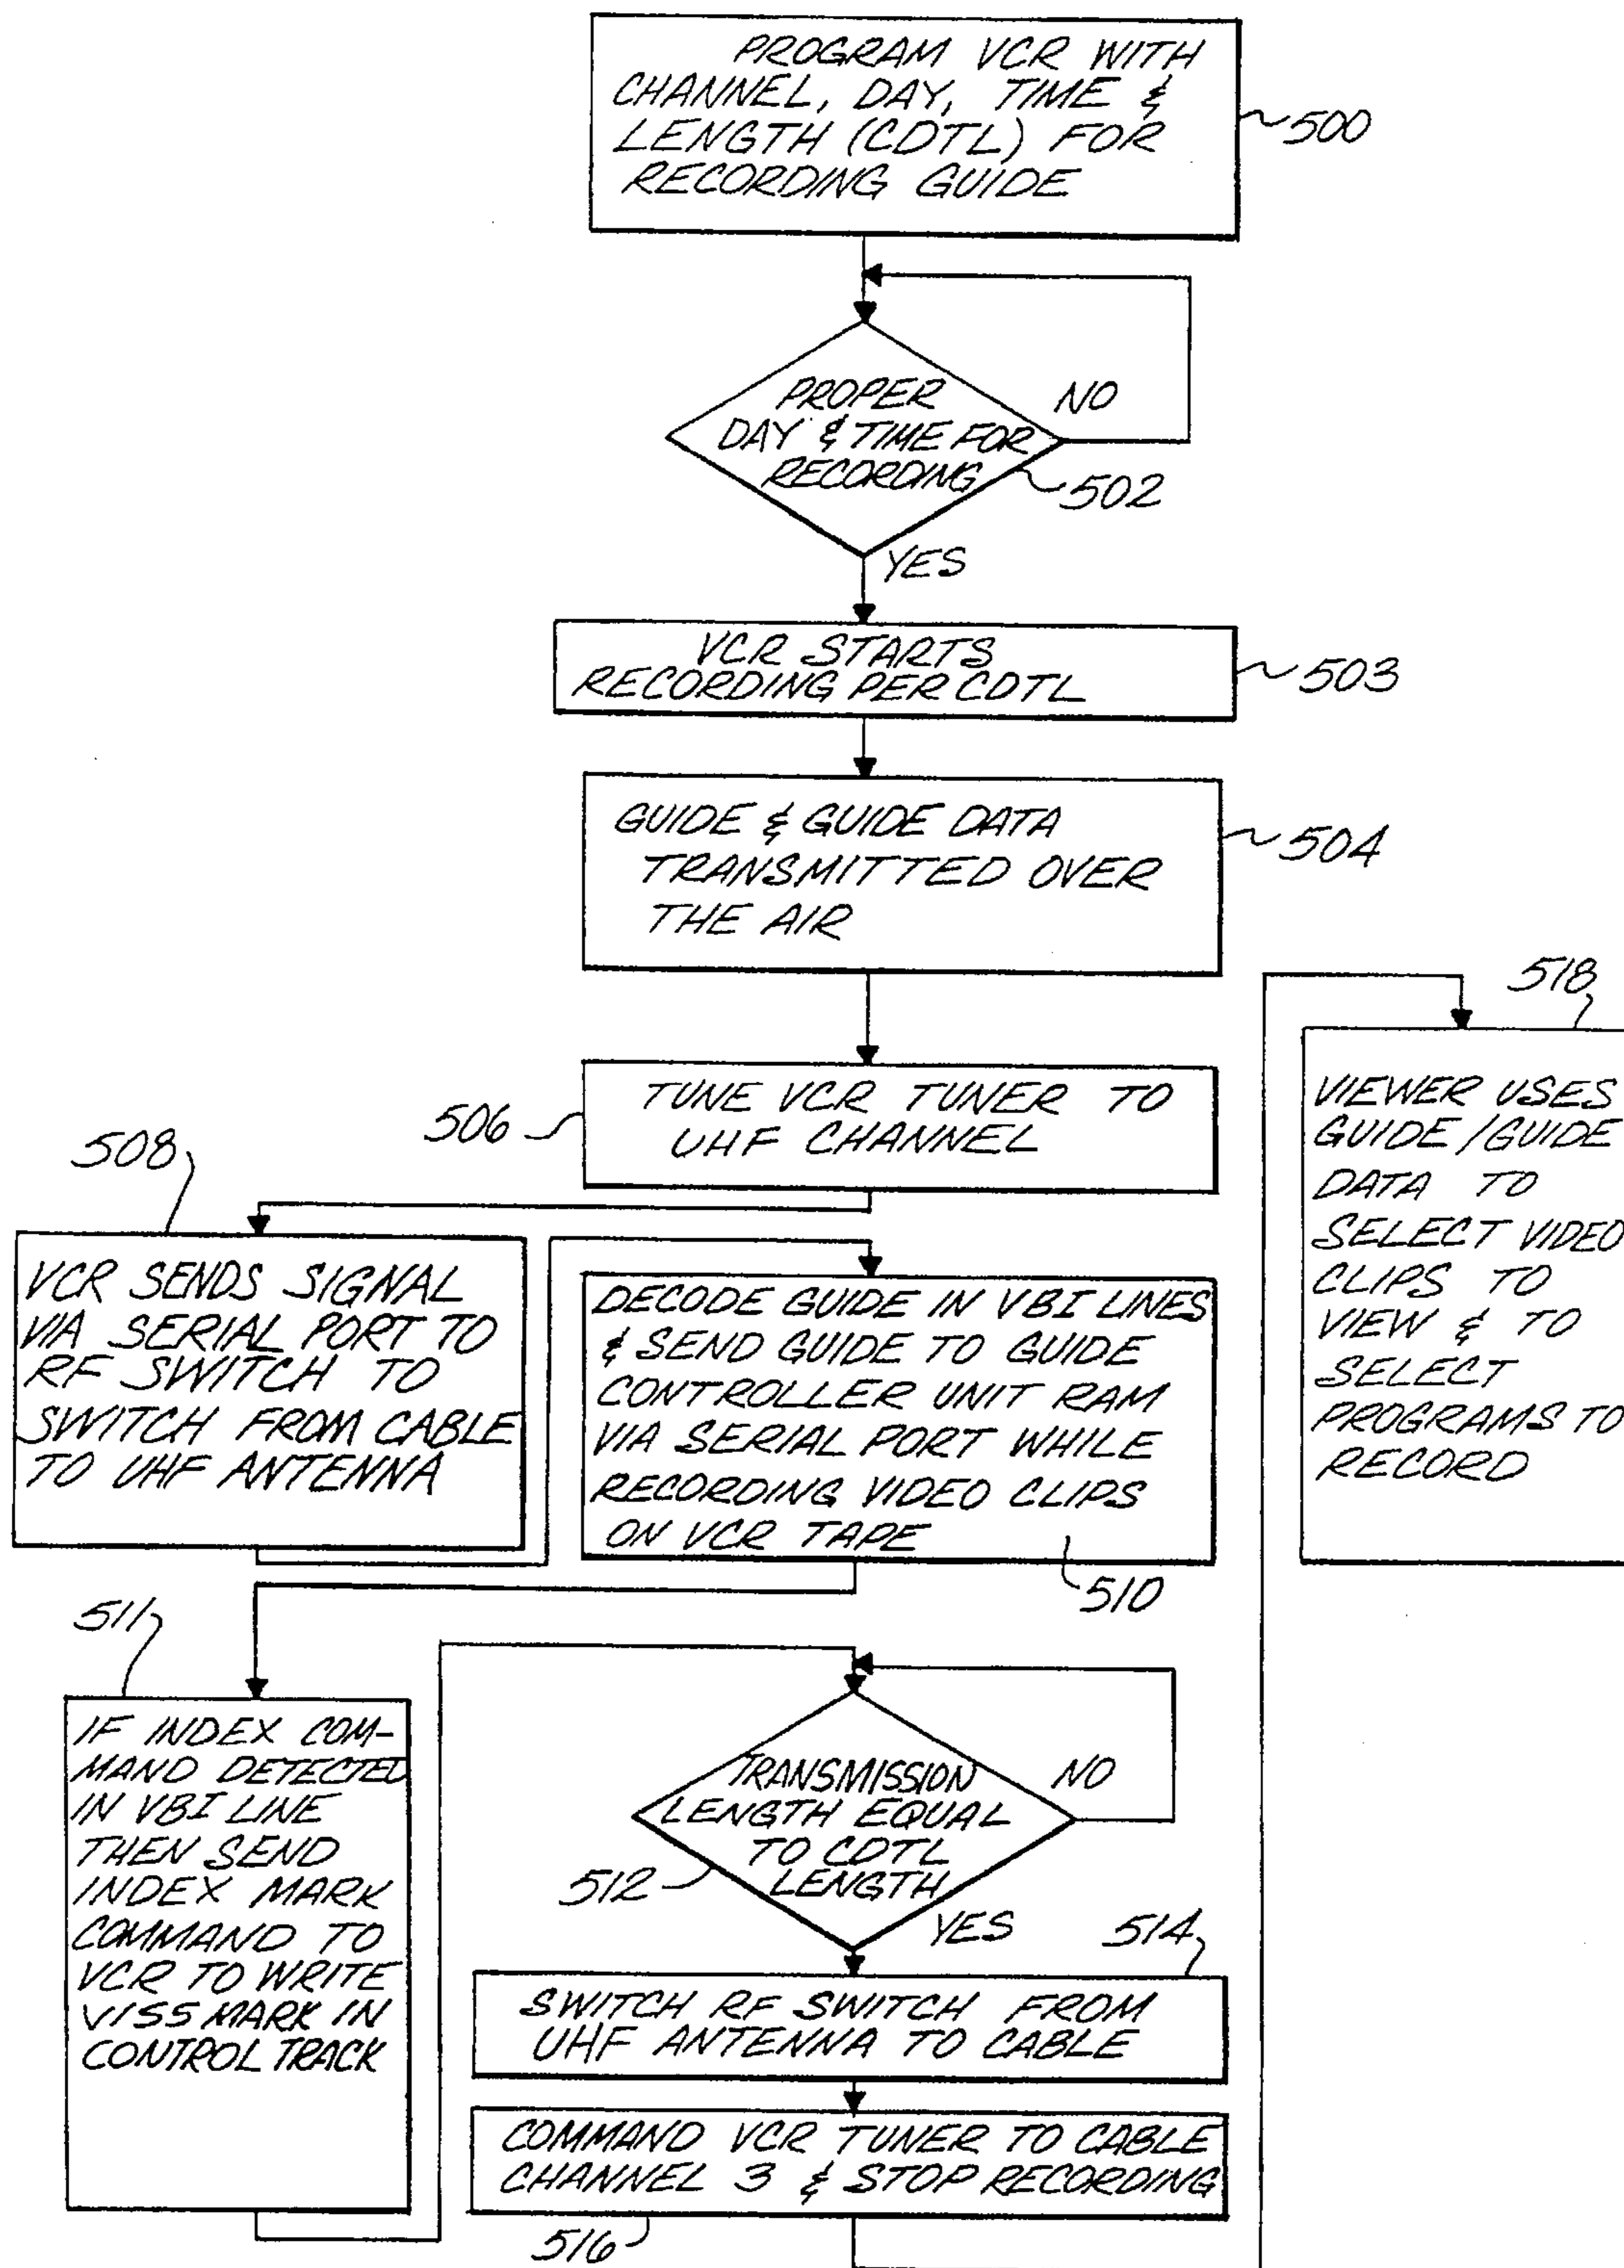 PROGRAM VCR WITH
CHANNEL, DAY, TIME &
LENGTH (CDTL) FOR
RECORDING GUIDE
500
PROPER
DAY & TIME FOR
RECORDING
NO
502
YES
VCR STARTS
RECORDING PER CDTL
503
GUIDE & GUIDE DATA
TRANSMITTED OVER
THE AIR
504
TUNE VCR TUNER TO
UHF CHANNEL
506
508
VCR SENDS SIGNAL
VIA SERIAL PORT TO
RF SWITCH TO
SWITCH FROM CABLE
TO UHF ANTENNA
DECODE GUIDE IN VBI LINES
& SEND GUIDE TO GUIDE
CONTROLLER UNIT RAM
VIA SERIAL PORT WHILE
RECORDING VIDEO CLIPS
ON VCR TAPE
510
511
IF INDEX COM-
MAND DETECTED
IN VBI LINE
THEN SEND
INDEX MARK
COMMAND TO
VCR TO WRITE
VISS MARK IN
CONTROL TRACK
TRANSMISSION
LENGTH EQUAL
TO CDTL
LENGTH
NO
512
YES
514
SWITCH RF SWITCH FROM
UHF ANTENNA TO CABLE
COMMAND VCR TUNER TO CABLE
CHANNEL 3 & STOP RECORDING
516
518
VIEWER USES
GUIDE/GUIDE
DATA TO
SELECT VIDEO
CLIPS TO
VIEW & TO
SELECT
PROGRAMS TO
RECORD